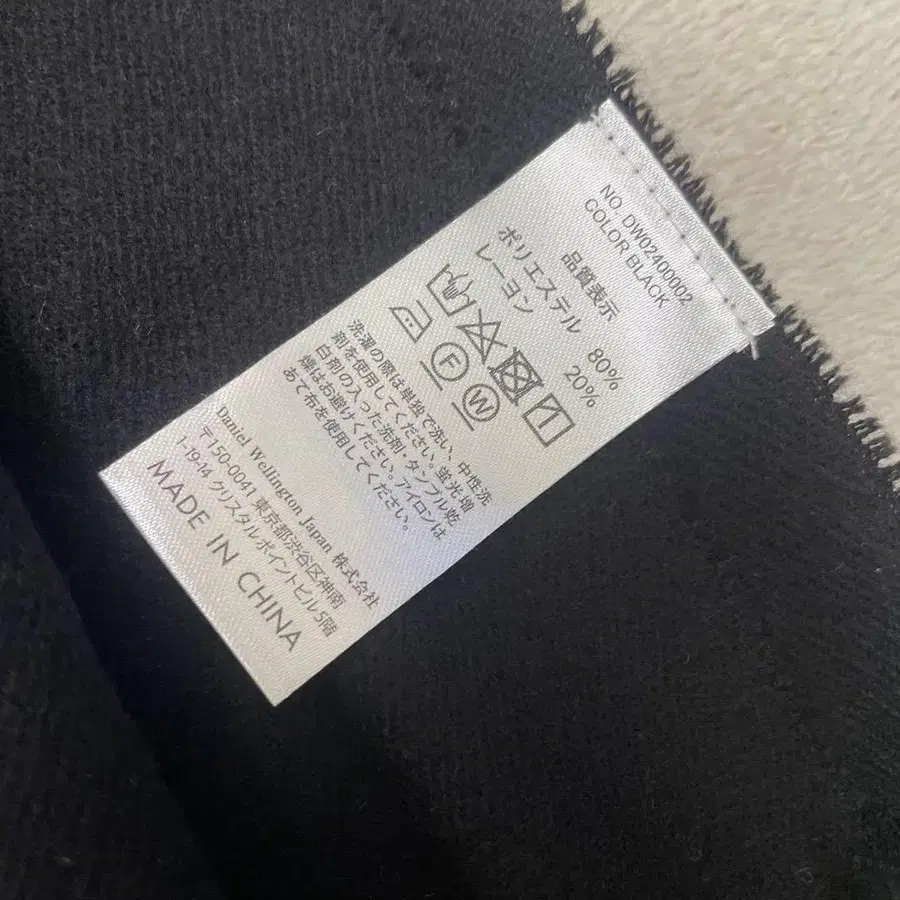 NO. DW02400002
COLOR BLACK
品質表示
ポリエステル 80%
レーヨン 20%
F
W
洗濯の際は単独で洗い、中性洗
剤を使用してください。蛍光増
白剤の入った洗剤・タンブル乾
燥はお避けください。アイロンは
あて布を使用してください。
Daniel Wellington Japan 株式会社
〒150-0041 東京都渋谷区神南
1-19-14 クリスタルポイントビル5階
MADE IN CHINA